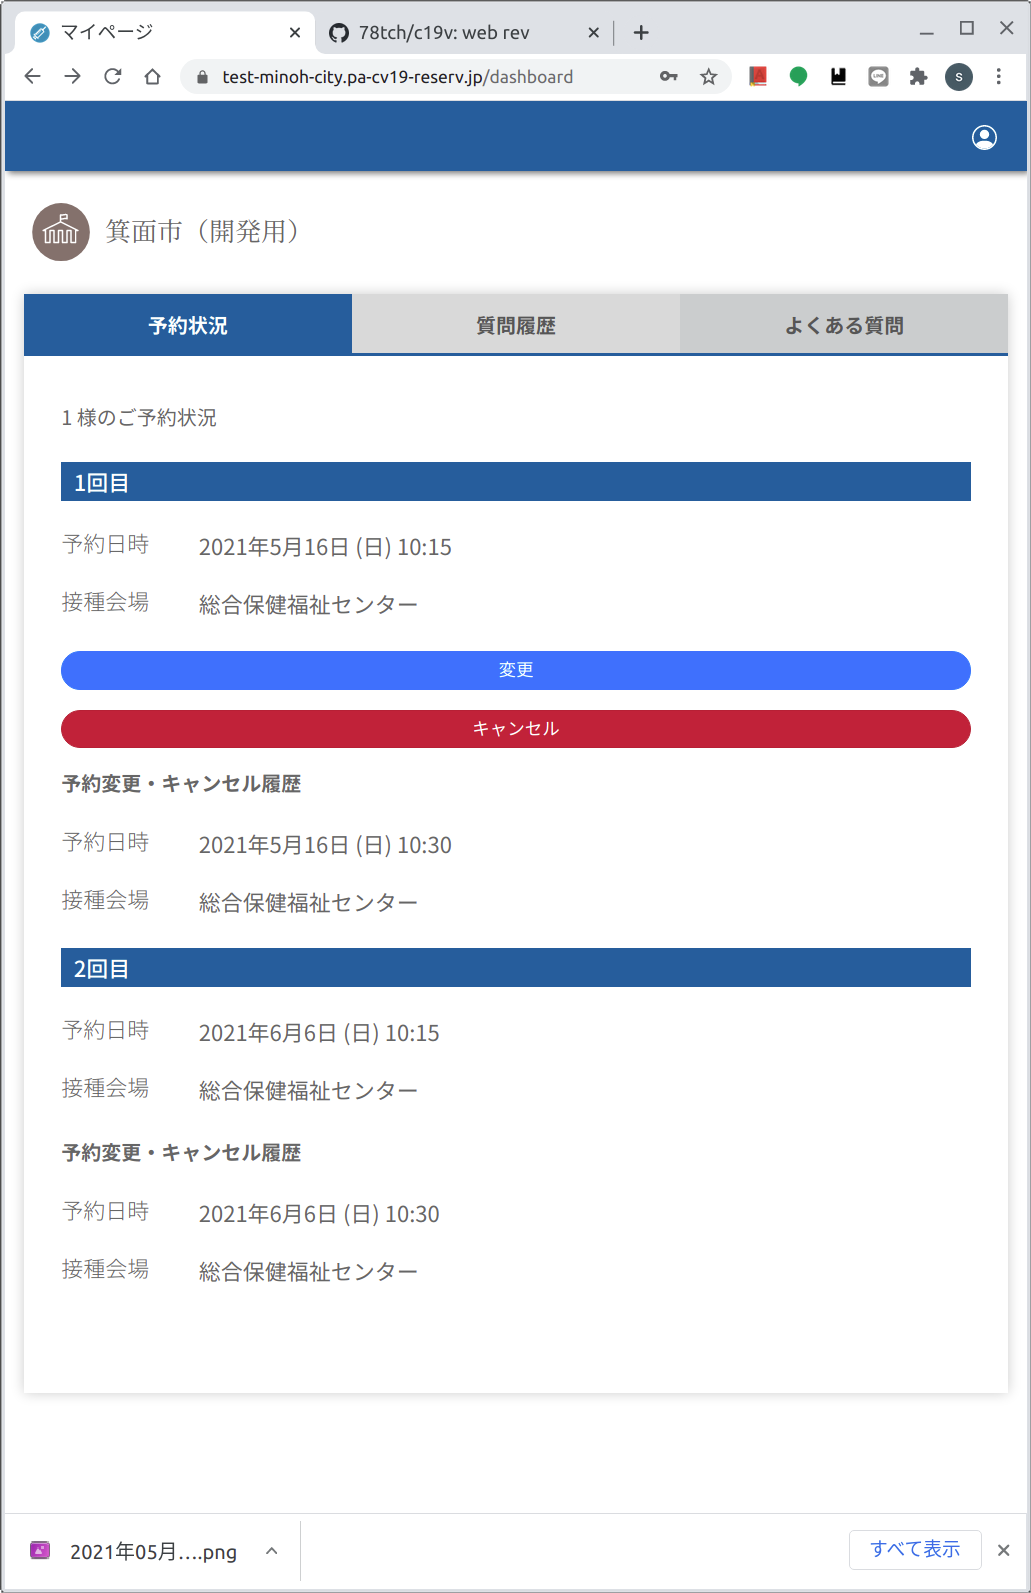 マイページ
78tch/c19v: web rev
test-minoh-city.pa-cv19-reserv.jp/dashboard
S
箕面市（開発用）
予約状況 質問履歴 よくある質問
1 様のご予約状況
1回目
予約日時 2021年5月16日 (日) 10:15
接種会場 総合保健福祉センター
変更
キャンセル
予約変更・キャンセル履歴
予約日時 2021年5月16日 (日) 10:30
接種会場 総合保健福祉センター
2回目
予約日時 2021年6月6日 (日) 10:15
接種会場 総合保健福祉センター
予約変更・キャンセル履歴
予約日時 2021年6月6日 (日) 10:30
接種会場 総合保健福祉センター
2021年05月....png すべて表示